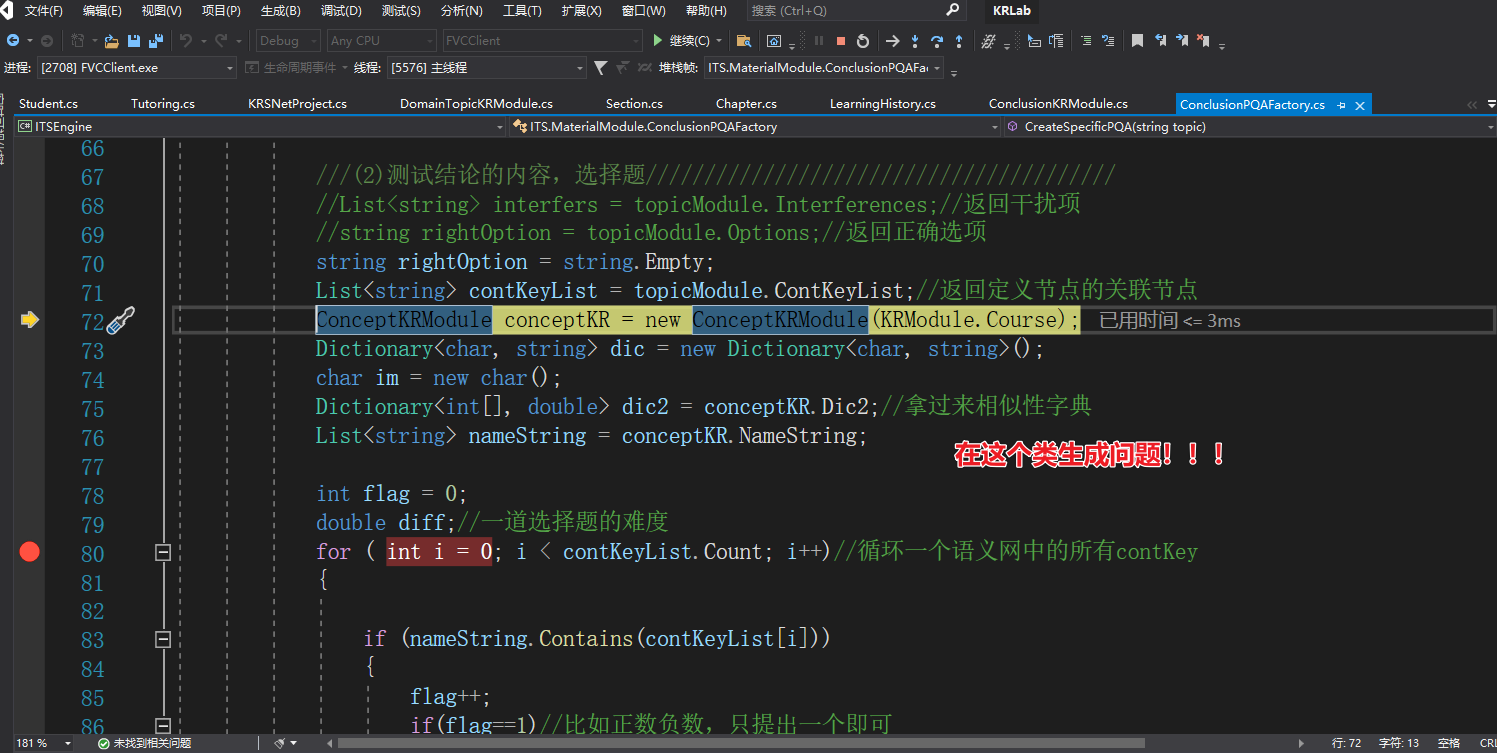 文件(F) 编辑(E) 视图(V) 项目(P) 生成(B) 调试(D) 测试(S) 分析(N) 工具(T) 扩展(X) 窗口(W) 帮助(H) 搜索 (Ctrl+Q) KRLab
Debug Any CPU FVCClient 继续(C)
进程: [2708] FVCClient.exe 生命周期事件 线程: [5576] 主线程 堆栈帧: ITS.MaterialModule.ConclusionPQAFa
Student.cs Tutoring.cs KRSNetProject.cs DomainTopicKRModule.cs Section.cs Chapter.cs LearningHistory.cs ConclusionKRModule.cs ConclusionPQAFactory.cs
ITSEngine ITS.MaterialModule.ConclusionPQAFactory CreateSpecificPQA(string topic)
66
67 ///(2)测试结论的内容，选择题////////////////////////////////////////
68 //List<string> interfers = topicModule.Interferences;//返回干扰项
69 //string rightOption = topicModule.Options;//返回正确选项
70 string rightOption = string.Empty;
71 List<string> contKeyList = topicModule.ContKeyList;//返回定义节点的关联节点
72 ConceptKRModule conceptKR = new ConceptKRModule(KRModule.Course); 已用时间 <= 3ms
73 Dictionary<char, string> dic = new Dictionary<char, string>();
74 char im = new char();
75 Dictionary<int[], double> dic2 = conceptKR.Dic2;//拿过来相似性字典
76 List<string> nameString = conceptKR.NameString;
在这个类生成问题！！！
77
78 int flag = 0;
79 double diff;//一道选择题的难度
80 for ( int i = 0; i < contKeyList.Count; i++)//循环一个语义网中的所有contKey
81 {
82
83 if (nameString.Contains(contKeyList[i]))
84 {
85 flag++;
86 if(flag==1)//比如正数负数，只提出一个即可
181 % 未找到相关问题 行: 72 字符: 13 空格 CRL